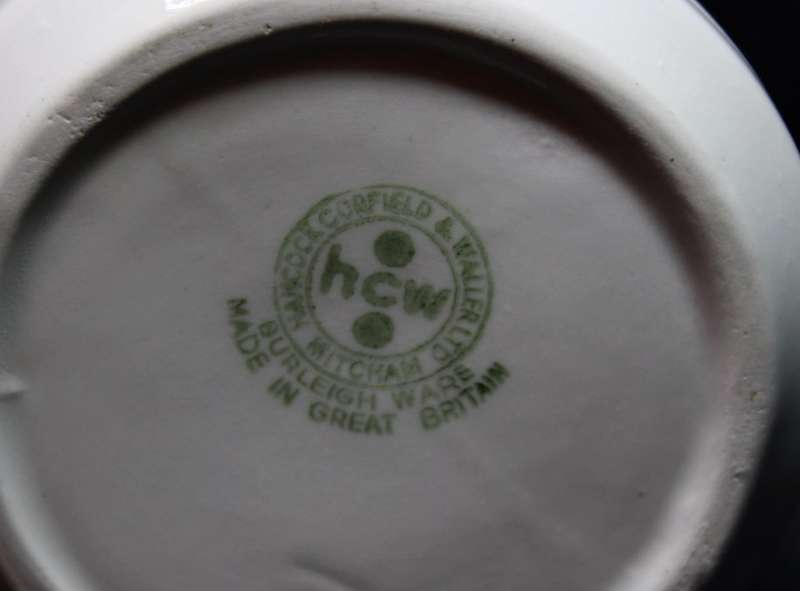 HANCOCK CORFIELD & WALLER LTD
hcw
MITCHAM
BURLEIGH WARE
MADE IN GREAT BRITAIN